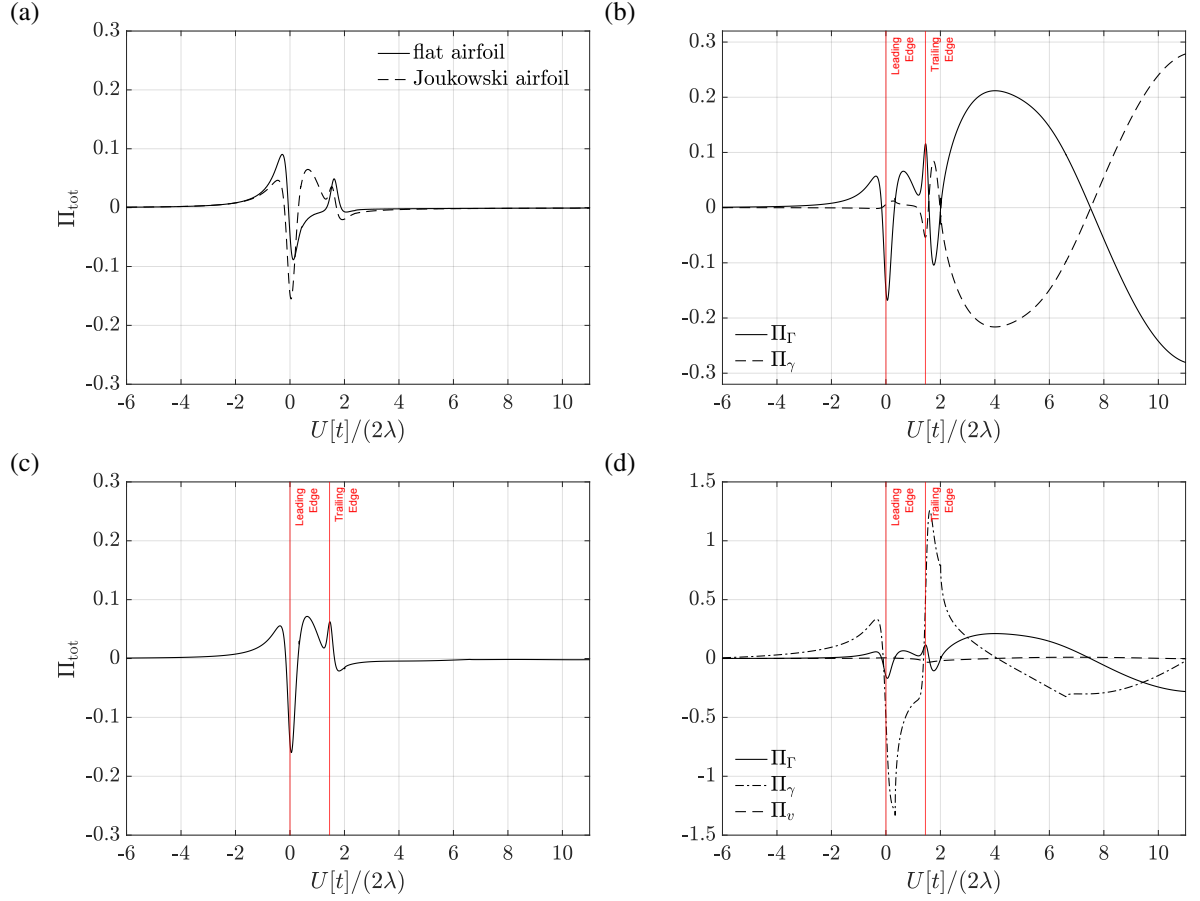 (a)
0.3
0.2
0.1
0
-0.1
-0.2
-0.3
Π_tot
flat airfoil
Joukowski airfoil
-6 -4 -2 0 2 4 6 8 10
U[t]/(2λ)
(b)
0.3
0.2
0.1
0
-0.1
-0.2
-0.3
Leading
Edge
Trailing
Edge
Π_Γ
Π_γ
-6 -4 -2 0 2 4 6 8 10
U[t]/(2λ)
(c)
0.3
0.2
0.1
0
-0.1
-0.2
-0.3
Π_tot
Leading
Edge
Trailing
Edge
-6 -4 -2 0 2 4 6 8 10
U[t]/(2λ)
(d)
1.5
1
0.5
0
-0.5
-1
-1.5
Leading
Edge
Trailing
Edge
Π_Γ
Π_γ
Π_v
-6 -4 -2 0 2 4 6 8 10
U[t]/(2λ)